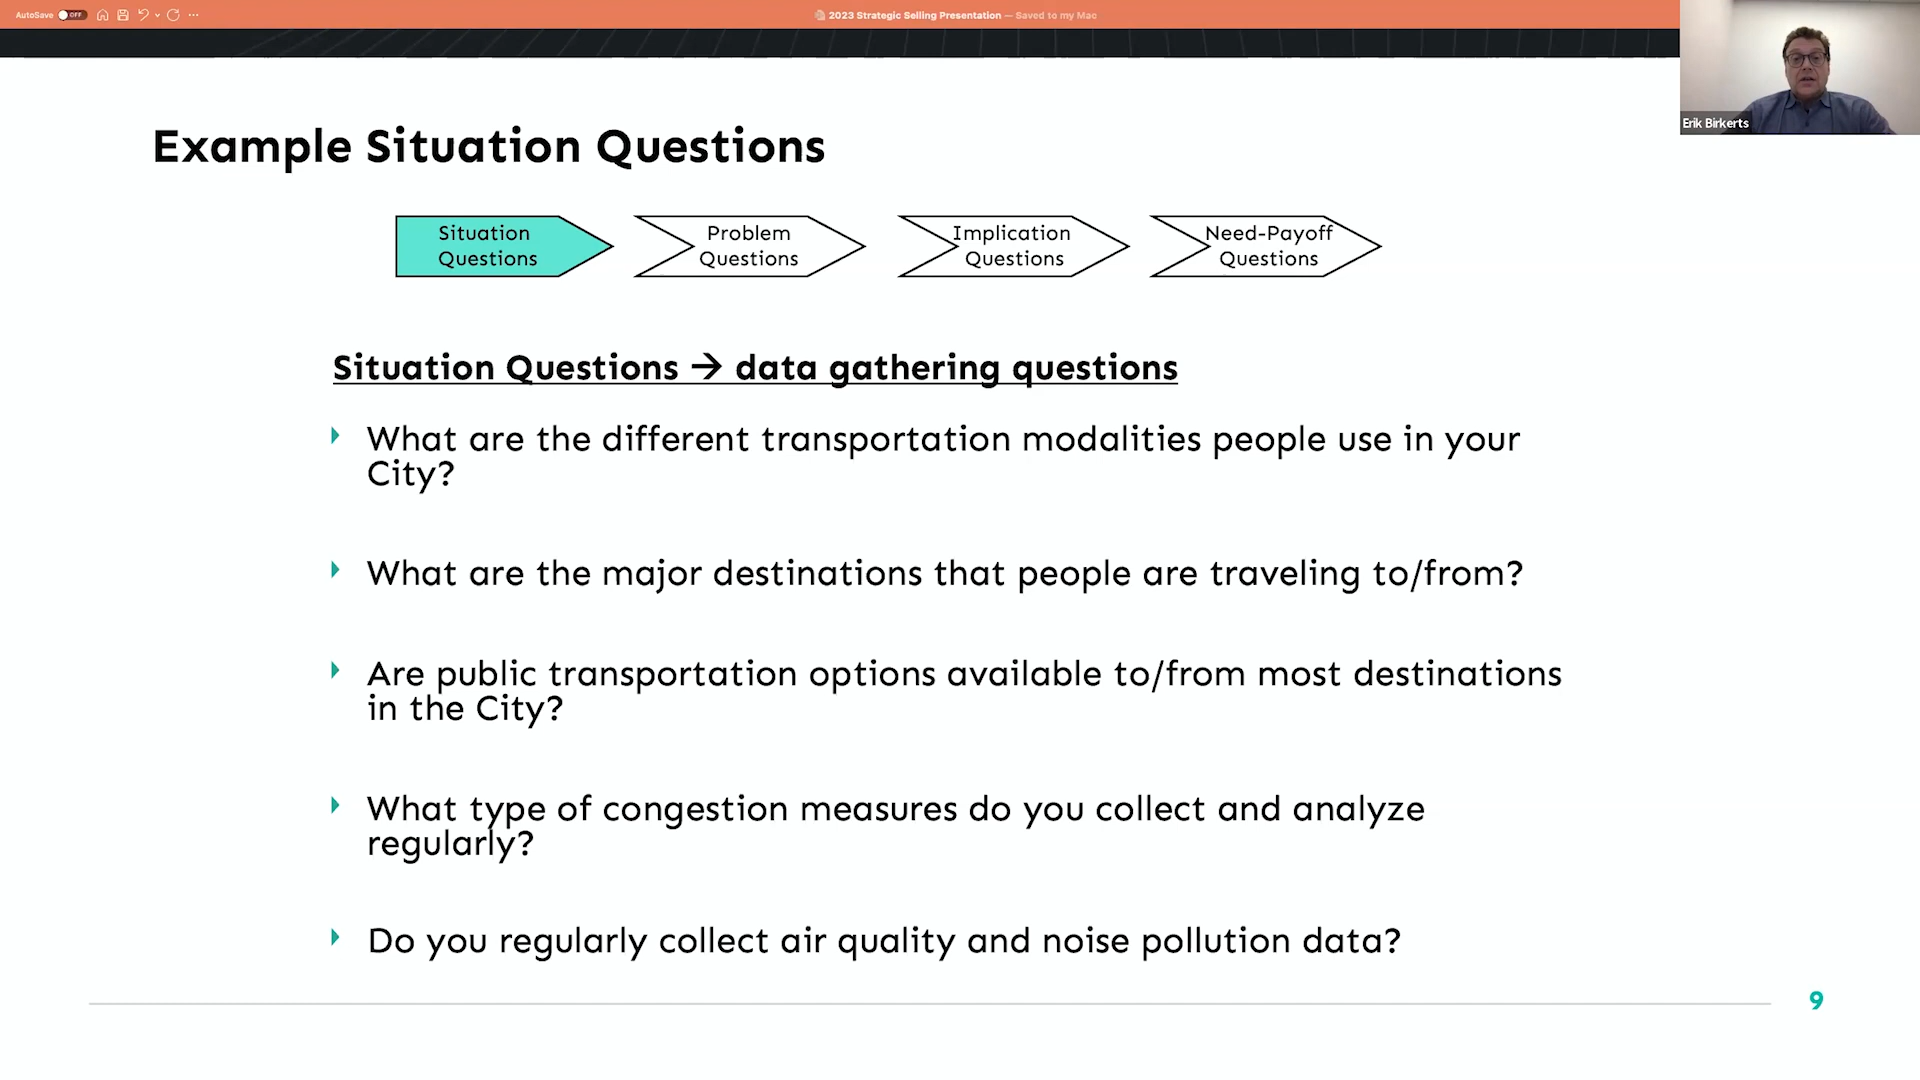 AutoSave OFF
2023 Strategic Selling Presentation — Saved to my Mac
Erik Birkerts
Example Situation Questions
Situation
Questions
Problem
Questions
Implication
Questions
Need-Payoff
Questions
Situation Questions → data gathering questions
What are the different transportation modalities people use in your
City?
What are the major destinations that people are traveling to/from?
Are public transportation options available to/from most destinations
in the City?
What type of congestion measures do you collect and analyze
regularly?
Do you regularly collect air quality and noise pollution data?
9